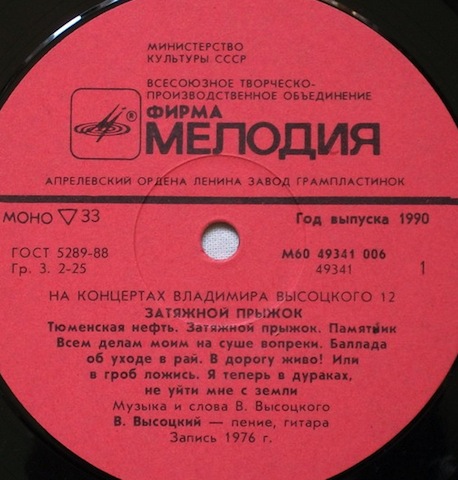 МИНИСТЕРСТВО
КУЛЬТУРЫ СССР
ВСЕСОЮЗНОЕ ТВОРЧЕСКО-
ПРОИЗВОДСТВЕННОЕ ОБЪЕДИНЕНИЕ
® ФИРМА
МЕЛОДИЯ
АПРЕЛЕВСКИЙ ОРДЕНА ЛЕНИНА ЗАВОД ГРАМПЛАСТИНОК
МОНО ▽ 33 Год выпуска 1990
ГОСТ 5289-88 М60 49341 006
Гр. 3. 2-25 49341 1
НА КОНЦЕРТАХ ВЛАДИМИРА ВЫСОЦКОГО 12
ЗАТЯЖНОЙ ПРЫЖОК
Тюменская нефть. Затяжной прыжок. Памятник
Всем делам моим на суше вопреки. Баллада
об уходе в рай. В дорогу живо! Или
в гроб ложись. Я теперь в дураках,
не уйти мне с земли
Музыка и слова В. Высоцкого
В. Высоцкий — пение, гитара
Запись 1976 г.